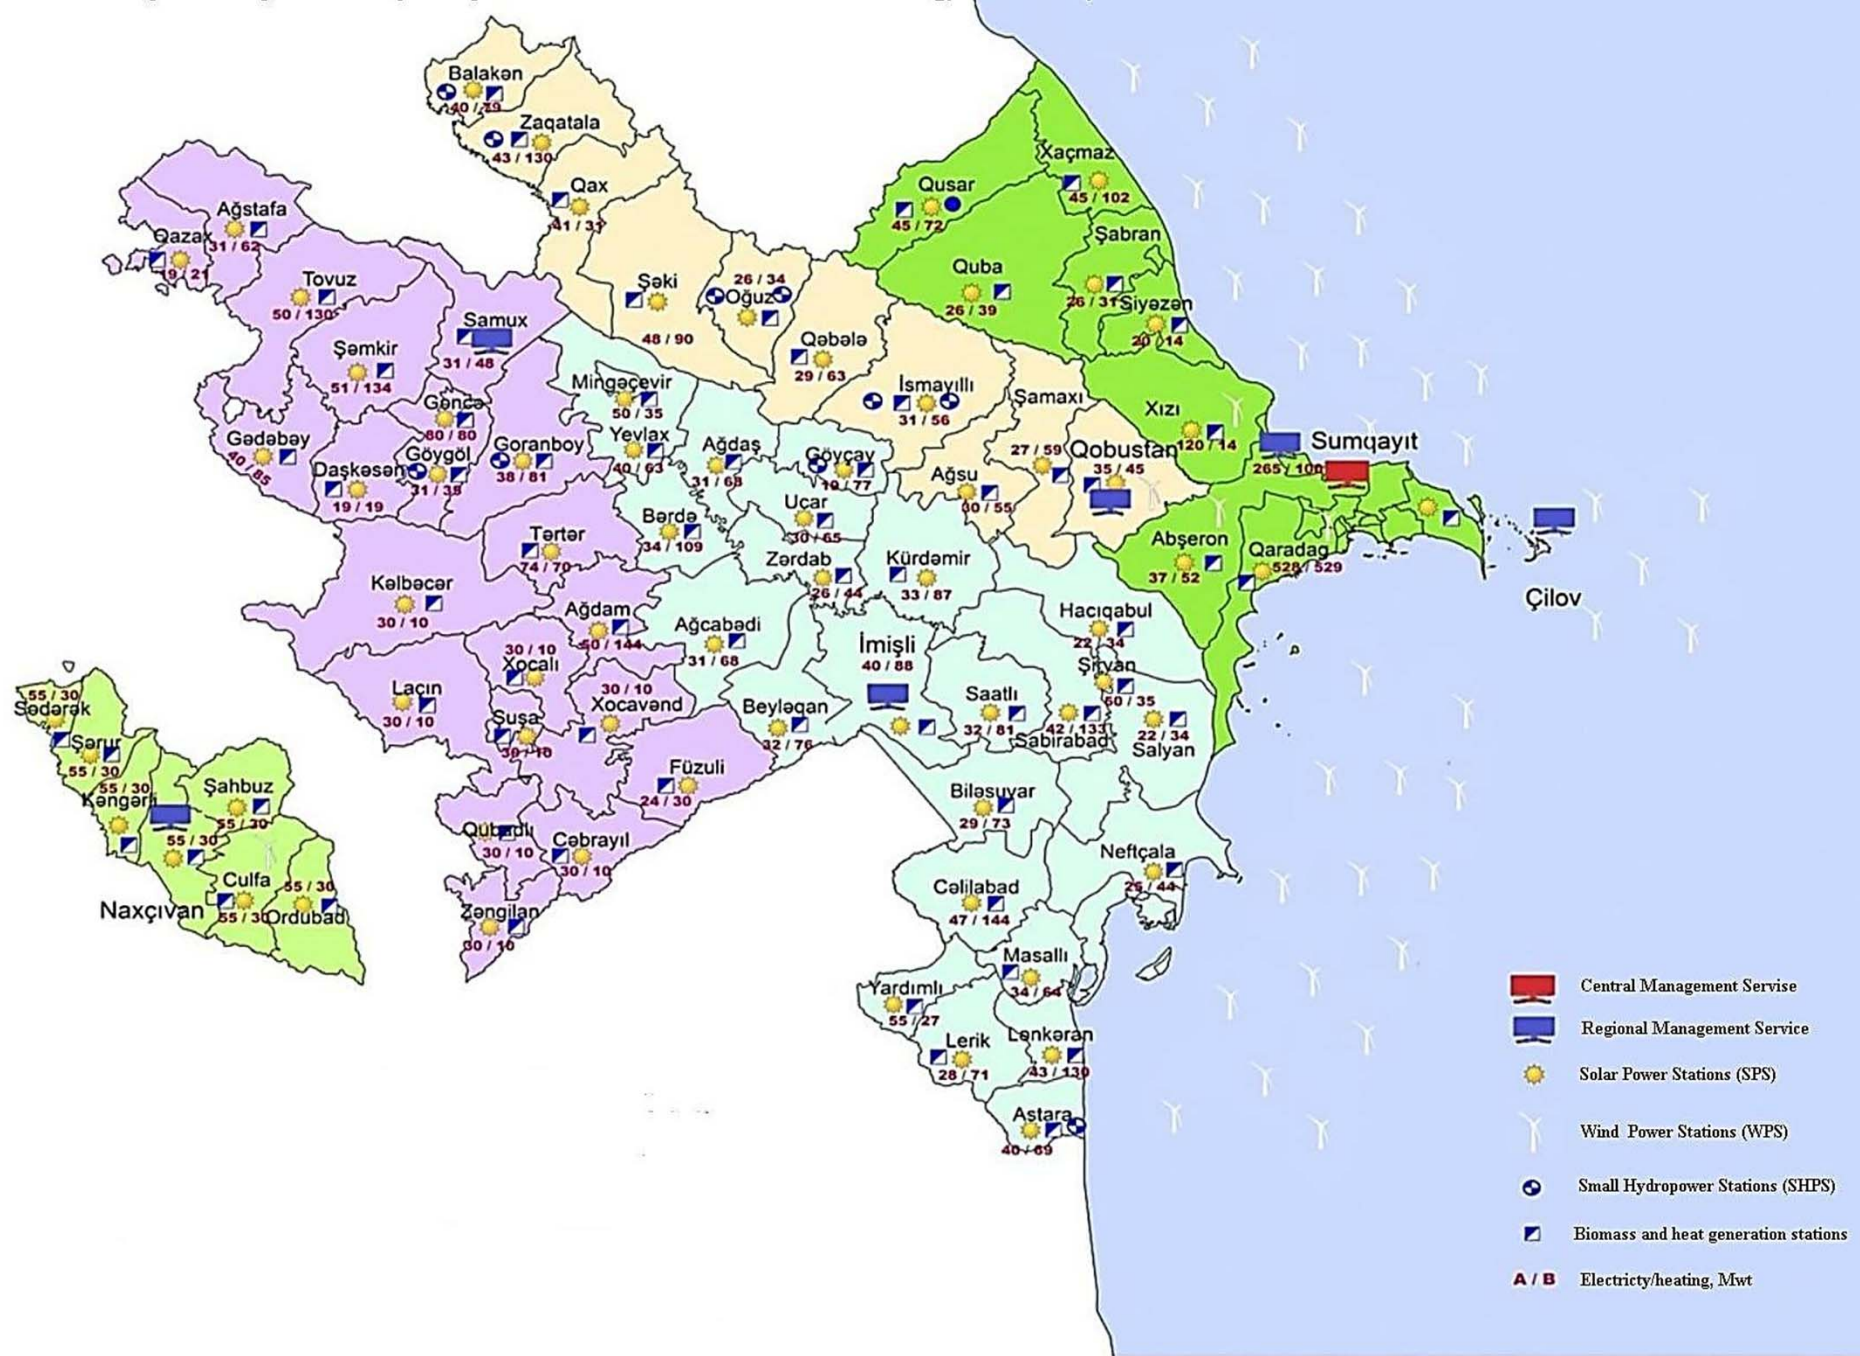 Balakən
Zaqatala
43 / 130
Qax
41 / 31
Ağstafa
31 / 62
Qazax
19 / 21
Tovuz
50 / 130
Samux
31 / 48
Şəmkir
51 / 134
Şəki
48 / 90
26 / 34
Oğuz
Qəbələ
29 / 63
Qusar
45 / 72
Xaçmaz
45 / 102
Şabran
26 / 31
Quba
26 / 39
Siyəzən
20 / 14
İsmayıllı
31 / 56
Şamaxı
27 / 59
Xızı
120 / 14
Qobustan
35 / 45
Sumqayıt
265 / 100
Mingəçevir
50 / 35
Gəncə
80 / 80
Gədəbəy
40 / 85
Daşkəsən
19 / 19
Göygöl
Goranboy
38 / 81
Yevlax
40 / 63
Ağdaş
31 / 68
Göyçay
Ağsu
30 / 55
Ucar
30 / 65
Bərdə
34 / 109
Tərtər
74 / 70
Zərdab
26 / 44
Kürdəmir
33 / 87
Abşeron
37 / 52
Qaradag
528 / 529
Çilov
Kəlbəcər
30 / 10
Ağdam
50 / 144
Ağcabədi
31 / 68
İmişli
40 / 88
Hacıqabul
22 / 34
Şirvan
50 / 35
30 / 10
Xocalı
Laçın
30 / 10
30 / 10
Xocavənd
Şuşa
30 / 10
Beyləqan
32 / 76
Saatlı
32 / 81
42 / 133
Sabirabad
22 / 34
Salyan
55 / 30
Sədərək
Şərur
55 / 30
55 / 30
Kəngərli
Şahbuz
55 / 30
55 / 30
Füzuli
24 / 30
Biləsuvar
29 / 73
Qubadlı
30 / 10
Cəbrayıl
30 / 10
Neftçala
25 / 44
Culfa
55 / 30
55 / 30
Ordubad
Naxçıvan
Zəngilan
30 / 10
Cəlilabad
47 / 144
Masallı
34 / 64
Yardımlı
55 / 27
Lerik
28 / 71
Lənkəran
43 / 130
Astara
40 / 69
Central Management Servise
Regional Management Service
Solar Power Stations (SPS)
Wind Power Stations (WPS)
Small Hydropower Stations (SHPS)
Biomass and heat generation stations
A / B Electricty/heating, Mwt